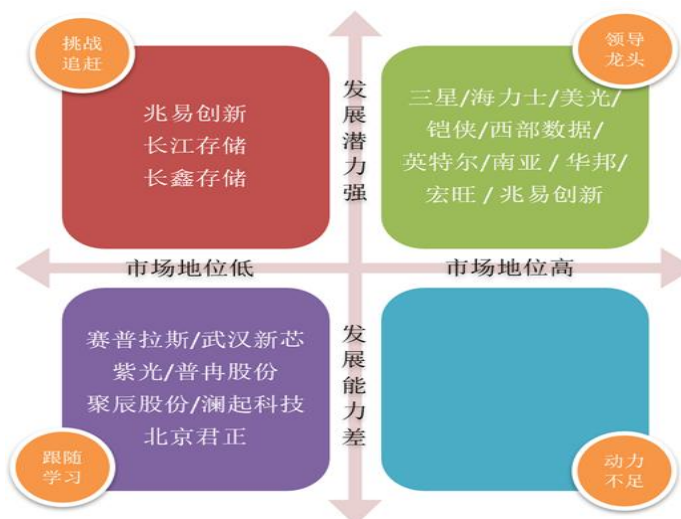 挑战
追赶
领导
龙头
兆易创新
长江存储
长鑫存储
发展潜力强
三星/海力士/美光/
铠侠/西部数据/
英特尔/南亚 / 华邦/
宏旺 / 兆易创新
市场地位低
市场地位高
赛普拉斯/武汉新芯
紫光/普冉股份
聚辰股份/澜起科技
北京君正
发展能力差
跟随
学习
动力
不足